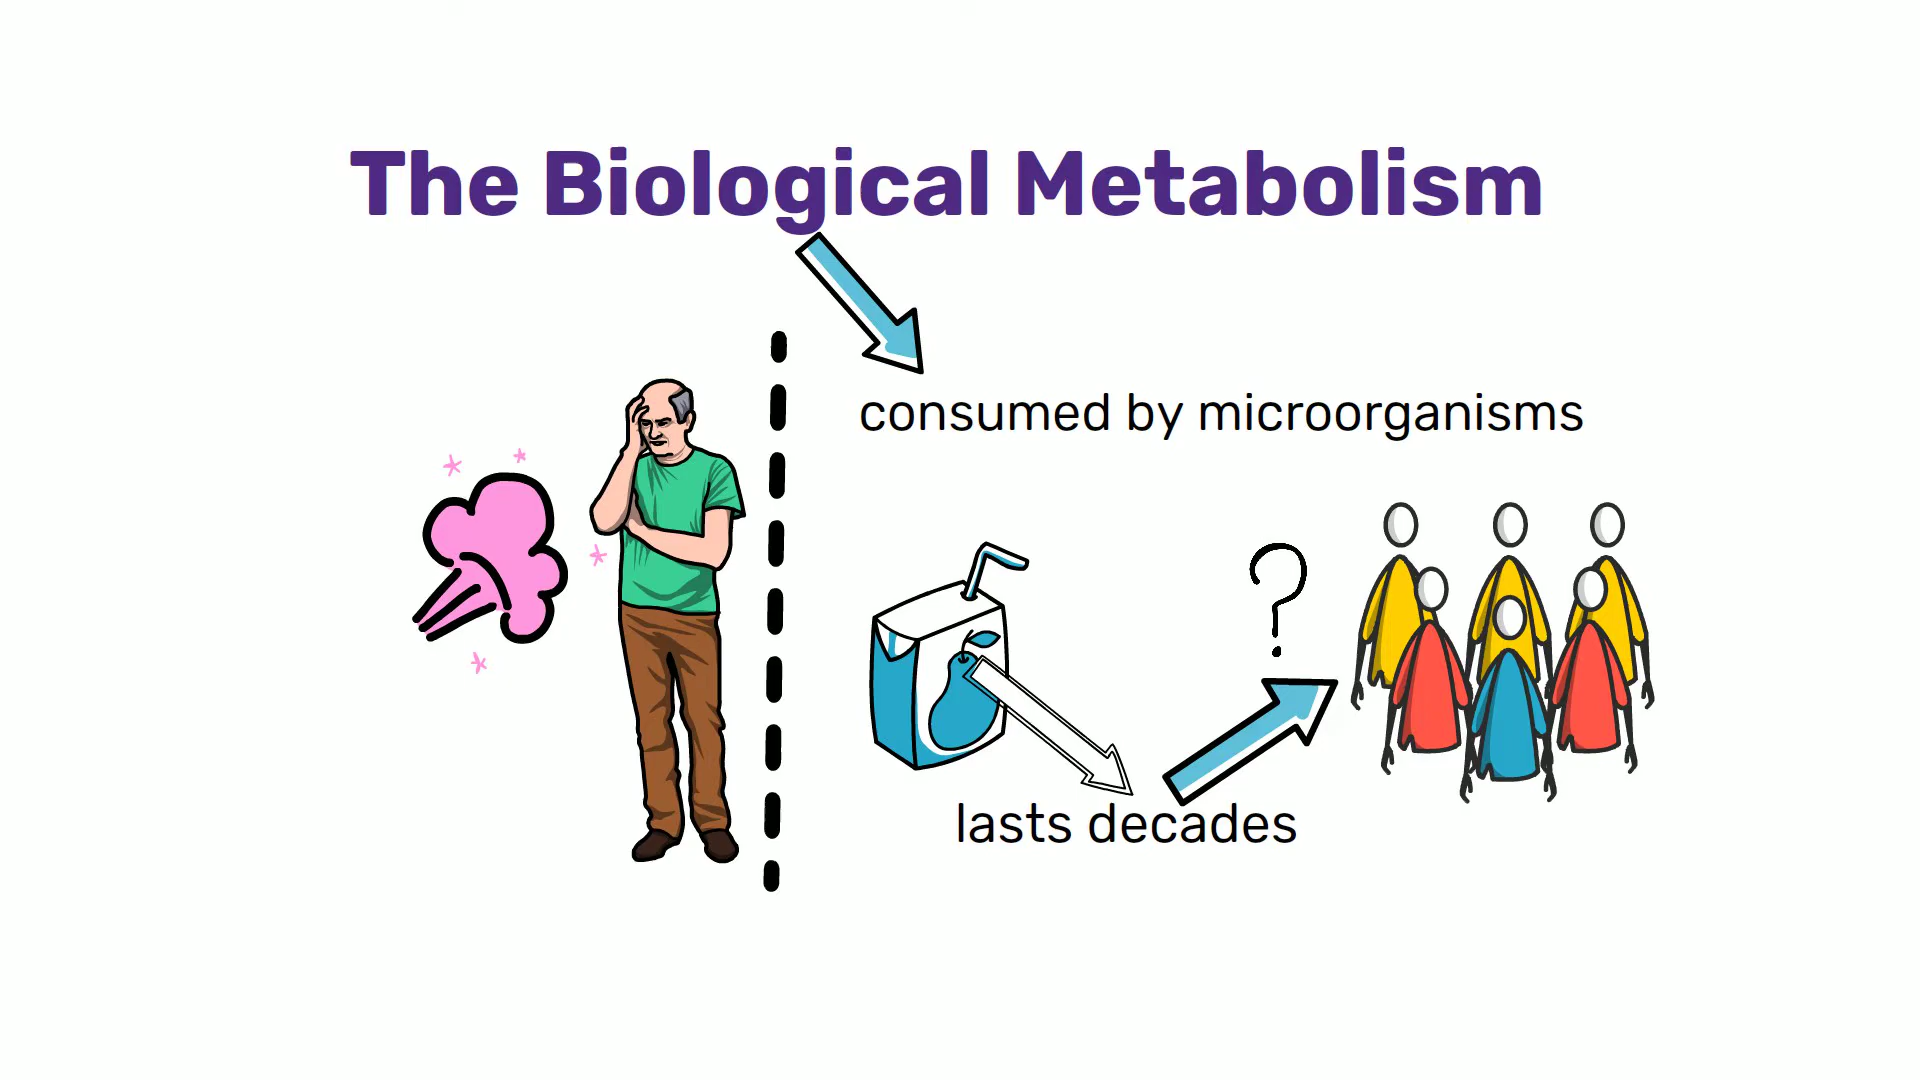 The Biological Metabolism
consumed by microorganisms
?
lasts decades